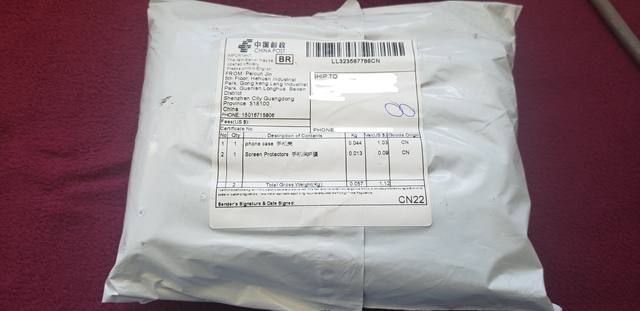 中国邮政
CHINA POST
BR
LL323587786CN
IMPORTANT:
The item/parcel may be
opened officially.
Please print in English.
FROM: Peicun Jin
SHIP TO
5th Floor, Hehuan Industrial
Park, Gong keng Leng Industrial
Park, Guanlan Longhua, Baoan
District
Shenzhen City Guangdong
Province 518100
China
PHONE: 15016715806
PHONE:
Fees(US $):
Certificate No.
No Qty Description of Contents Kg Val(US $) Goods Origin
1 1 phone case 手机壳 0.044 1.03 CN
2 1 Screen Protectors 手机保护膜 0.013 0.09 CN
2 Total Gross Weight(Kg) 0.057 1.12
Sender's Signature & Date Signed:
CN22